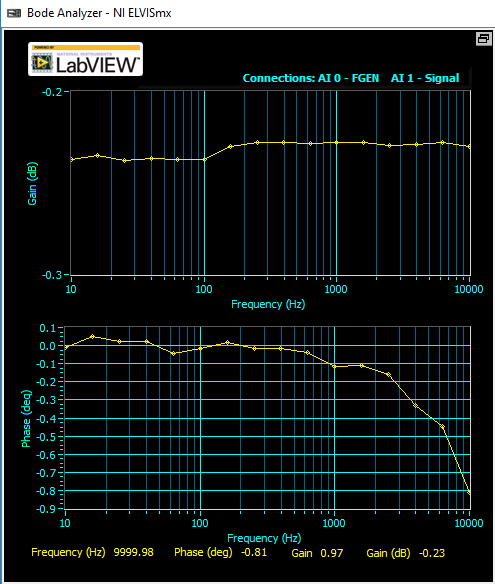 Bode Analyzer - NI ELVISmx
POWERED BY
NATIONAL INSTRUMENTS
LabVIEW™
Connections: AI 0 - FGEN AI 1 - Signal
-0.2
Gain (dB)
-0.3
10 100 1000 10000
Frequency (Hz)
0.1
0.0
-0.1
-0.2
-0.3
-0.4
-0.5
-0.6
-0.7
-0.8
-0.9
Phase (deg)
10 100 1000 10000
Frequency (Hz)
Frequency (Hz) 9999.98 Phase (deg) -0.81 Gain 0.97 Gain (dB) -0.23